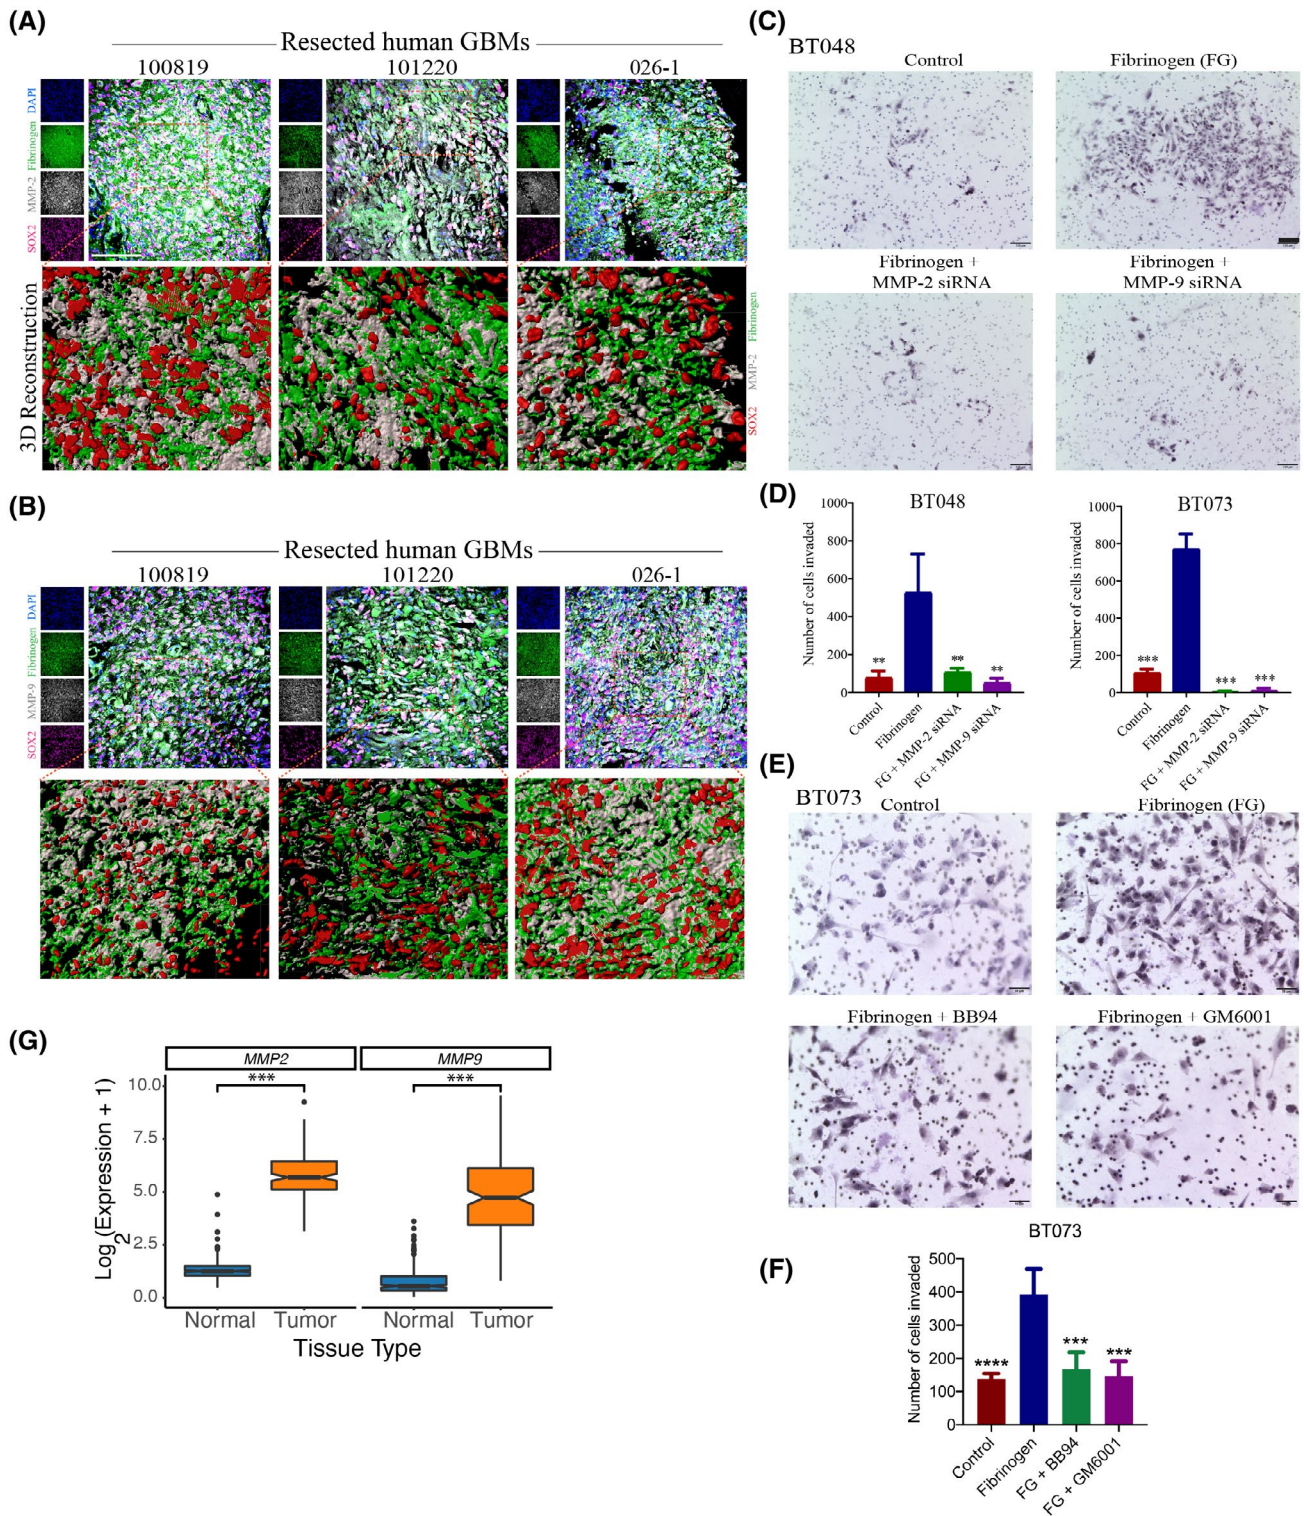 (A)
Resected human GBMs
100819
101220
026-1
DAPI
Fibrinogen
MMP-2
SOX2
3D Reconstruction
SOX2 MMP-2 Fibrinogen
(B)
Resected human GBMs
100819
101220
026-1
DAPI
Fibrinogen
MMP-9
SOX2
(C)
BT048
Control
Fibrinogen (FG)
Fibrinogen +
MMP-2 siRNA
Fibrinogen +
MMP-9 siRNA
(D)
BT048
Number of cells invaded
1000
800
600
400
200
0
**
**
**
Control
Fibrinogen
FG + MMP-2 siRNA
FG + MMP-9 siRNA
BT073
Number of cells invaded
1000
800
600
400
200
0
***
***
***
Control
Fibrinogen
FG + MMP-2 siRNA
FG + MMP-9 siRNA
(E)
BT073
Control
Fibrinogen (FG)
Fibrinogen + BB94
Fibrinogen + GM6001
(F)
BT073
Number of cells invaded
500
400
300
200
100
0
****
***
***
Control
Fibrinogen
FG + BB94
FG + GM6001
(G)
MMP2
MMP9
***
***
Log2(Expression + 1)
10.0
7.5
5.0
2.5
0.0
Normal
Tumor
Normal
Tumor
Tissue Type